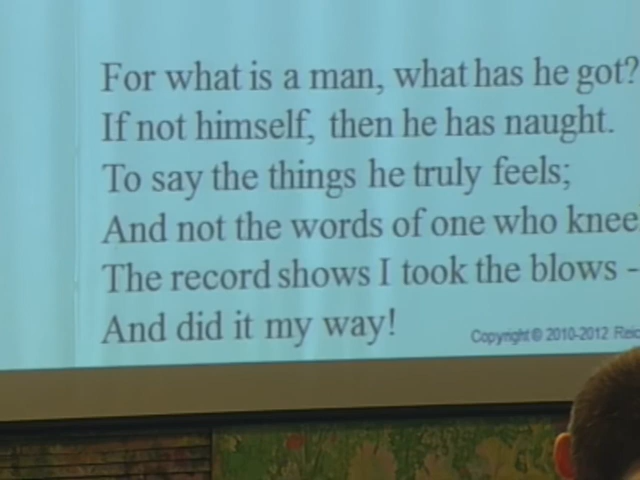 For what is a man, what has he got?
If not himself, then he has naught.
To say the things he truly feels;
And not the words of one who knee
The record shows I took the blows -
And did it my way!
Copyright © 2010-2012 Reic